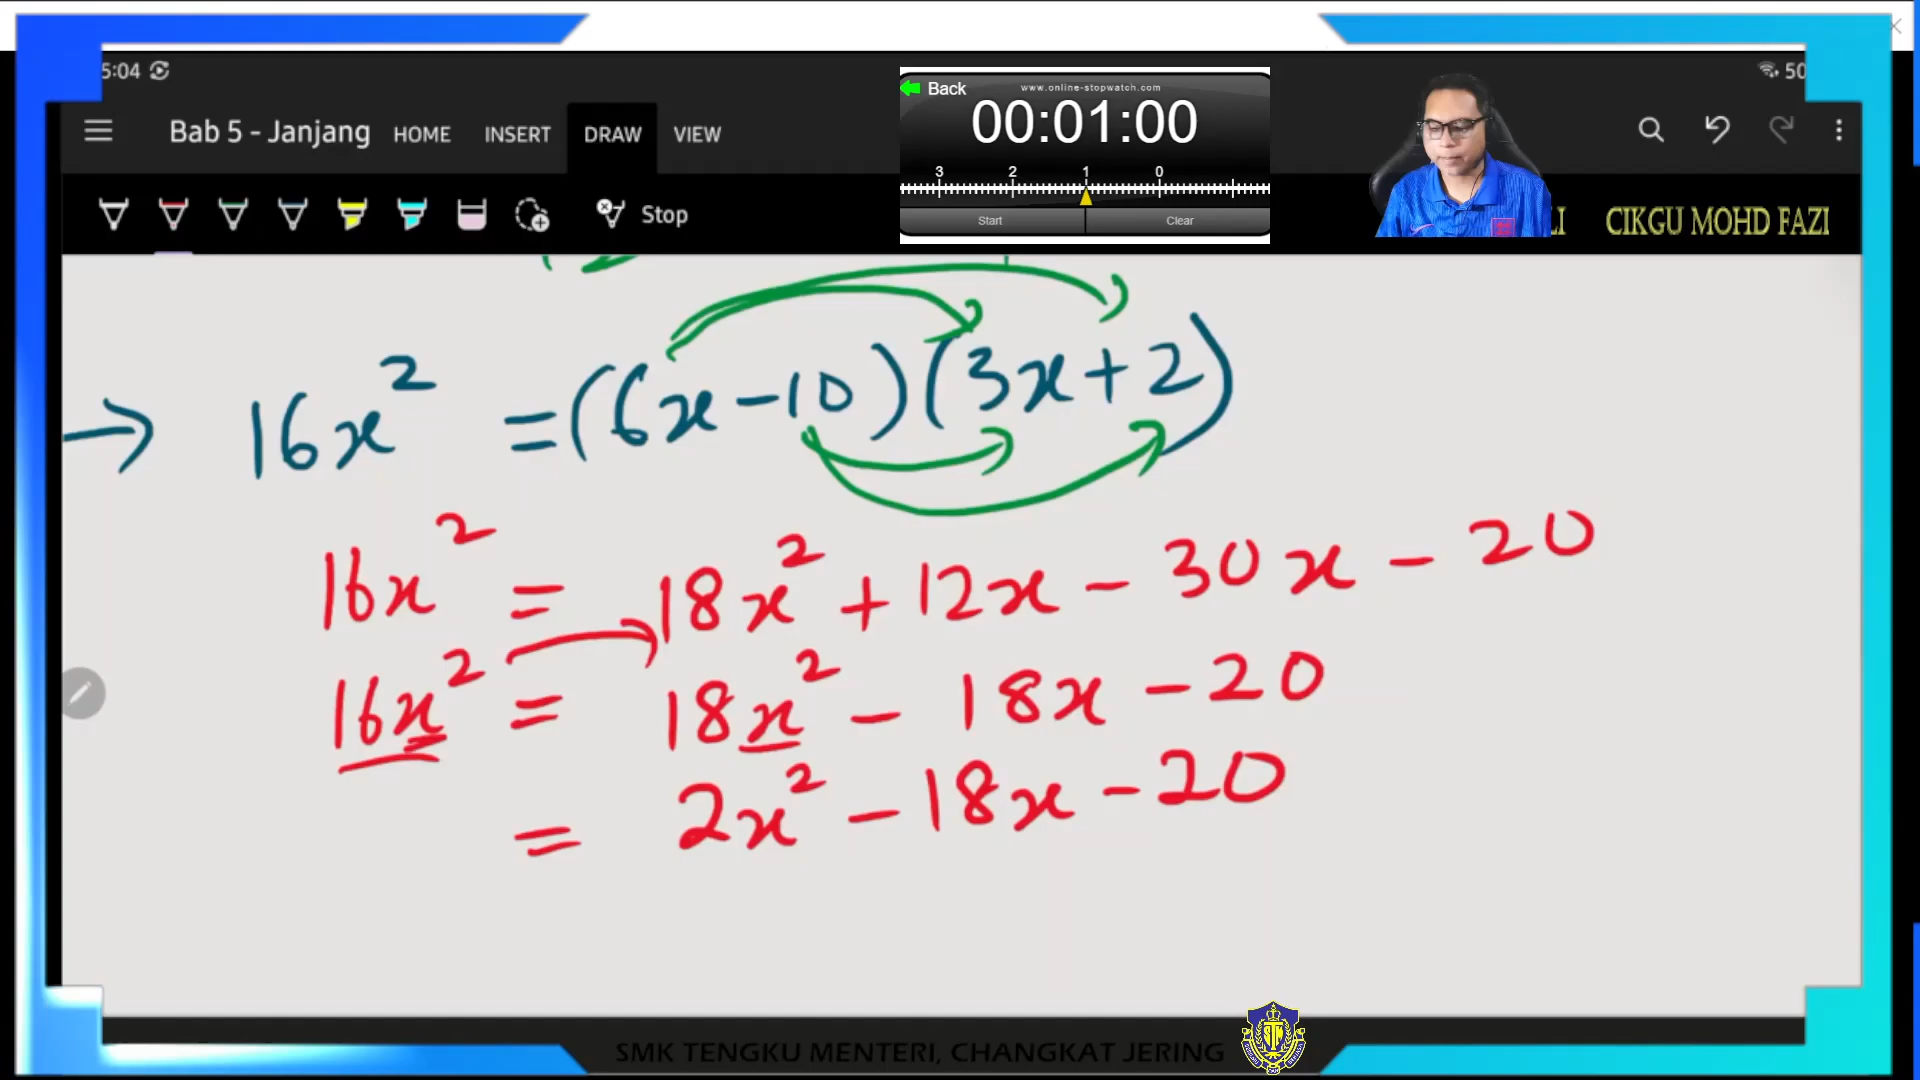 5:04 50
Bab 5 - Janjang HOME INSERT DRAW VIEW
Back www.online-stopwatch.com
00:01:00
3 2 1 0
Start Clear
Stop
LI CIKGU MOHD FAZI
→ 16x² = (6x - 10)(3x + 2)
16x² = 18x² + 12x - 30x - 20
16x² = 18x² - 18x - 20
= 2x² - 18x - 20
SMK TENGKU MENTERI, CHANGKAT JERING